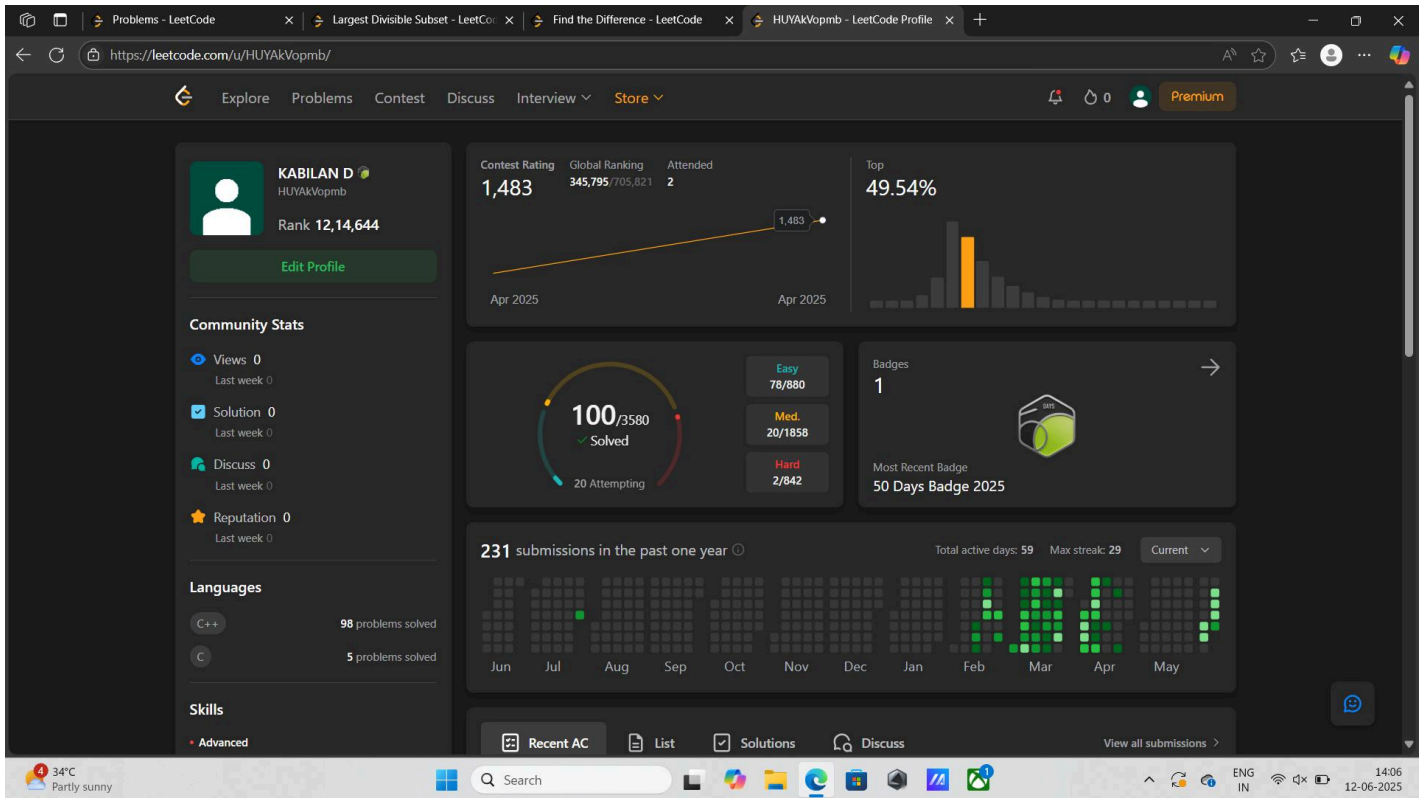 Problems - LeetCode
Largest Divisible Subset - LeetCoc
Find the Difference - LeetCode
HUYAkVopmb - LeetCode Profile
https://leetcode.com/u/HUYAkVopmb/
Explore Problems Contest Discuss Interview Store
0
Premium
KABILAN D
HUYAkVopmb
Rank 12,14,644
Edit Profile
Community Stats
Views 0
Last week 0
Solution 0
Last week 0
Discuss 0
Last week 0
Reputation 0
Last week 0
Languages
C++ 98 problems solved
C 5 problems solved
Skills
Advanced
Contest Rating Global Ranking Attended
1,483 345,795/705,821 2
1,483
Apr 2025 Apr 2025
Top
49.54%
100/3580
Solved
20 Attempting
Easy
78/880
Med.
20/1858
Hard
2/842
Badges
1
DAYS
Most Recent Badge
50 Days Badge 2025
231 submissions in the past one year Total active days: 59 Max streak: 29 Current
Jun Jul Aug Sep Oct Nov Dec Jan Feb Mar Apr May
Recent AC List Solutions Discuss View all submissions
4
34°C
Partly sunny
Search
1
ENG
IN
14:06
12-06-2025